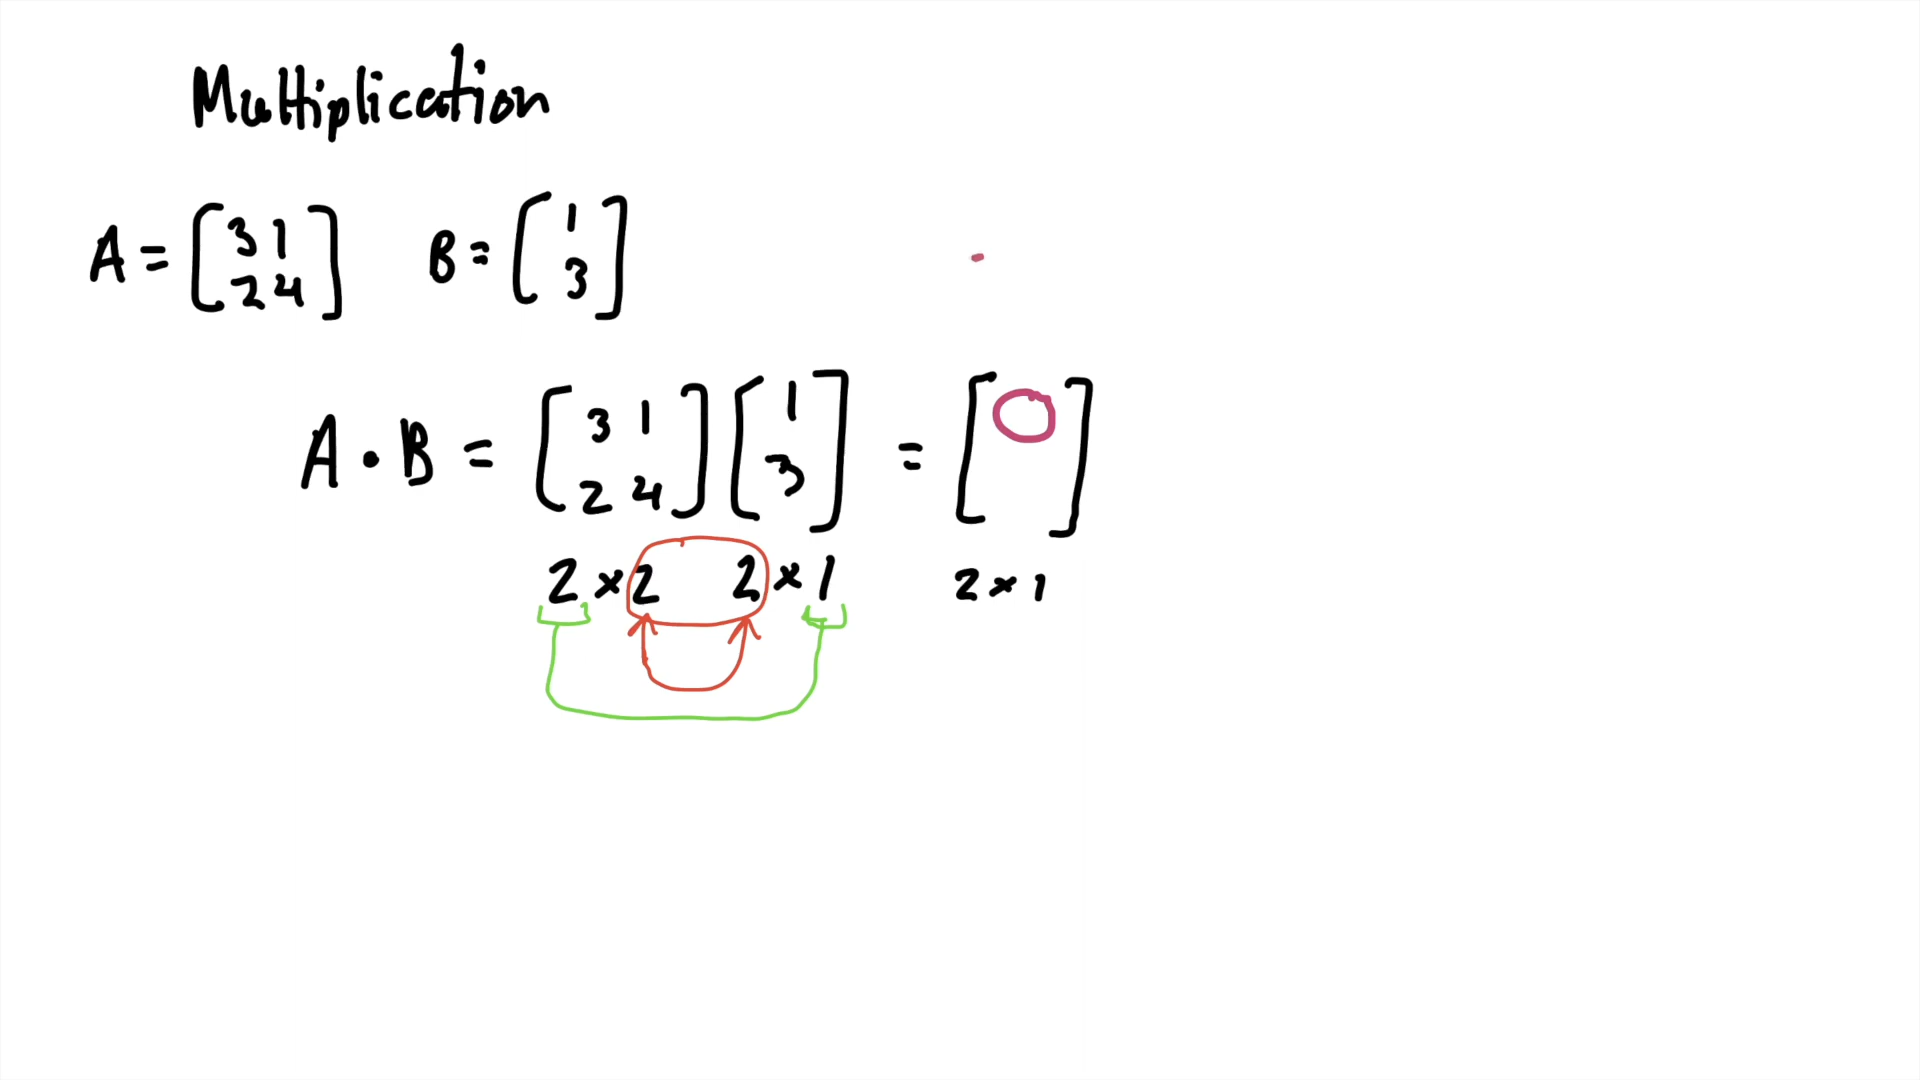 Multiplication
A = [3 1
2 4] B = [1
3]
A · B = [3 1
2 4] [1
3] = [ ]
2 × 2 2 × 1 2 × 1